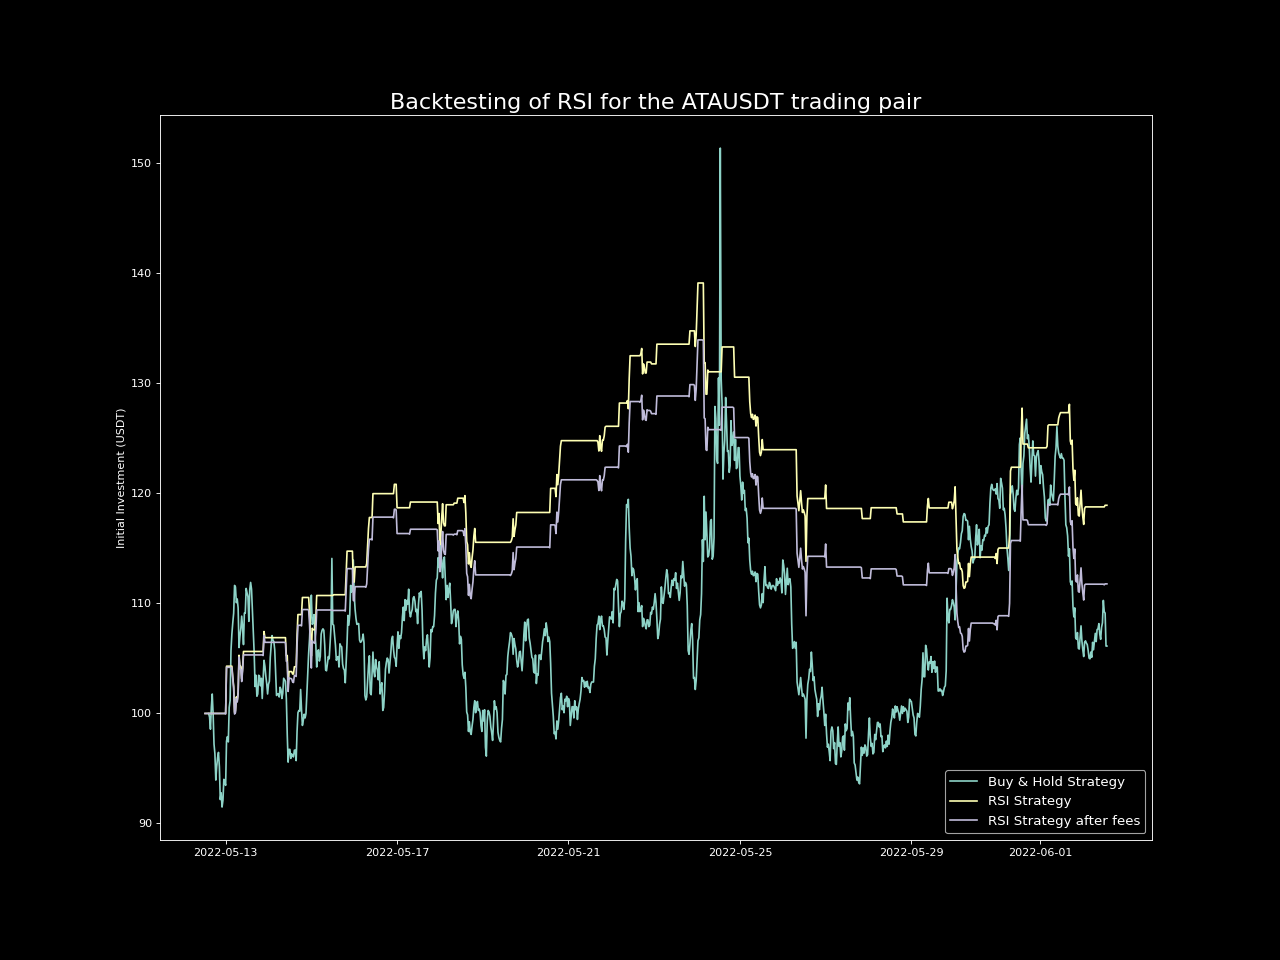 Backtesting of RSI for the ATAUSDT trading pair
Initial Investment (USDT)
150
140
130
120
110
100
90
2022-05-13
2022-05-17
2022-05-21
2022-05-25
2022-05-29
2022-06-01
Buy & Hold Strategy
RSI Strategy
RSI Strategy after fees